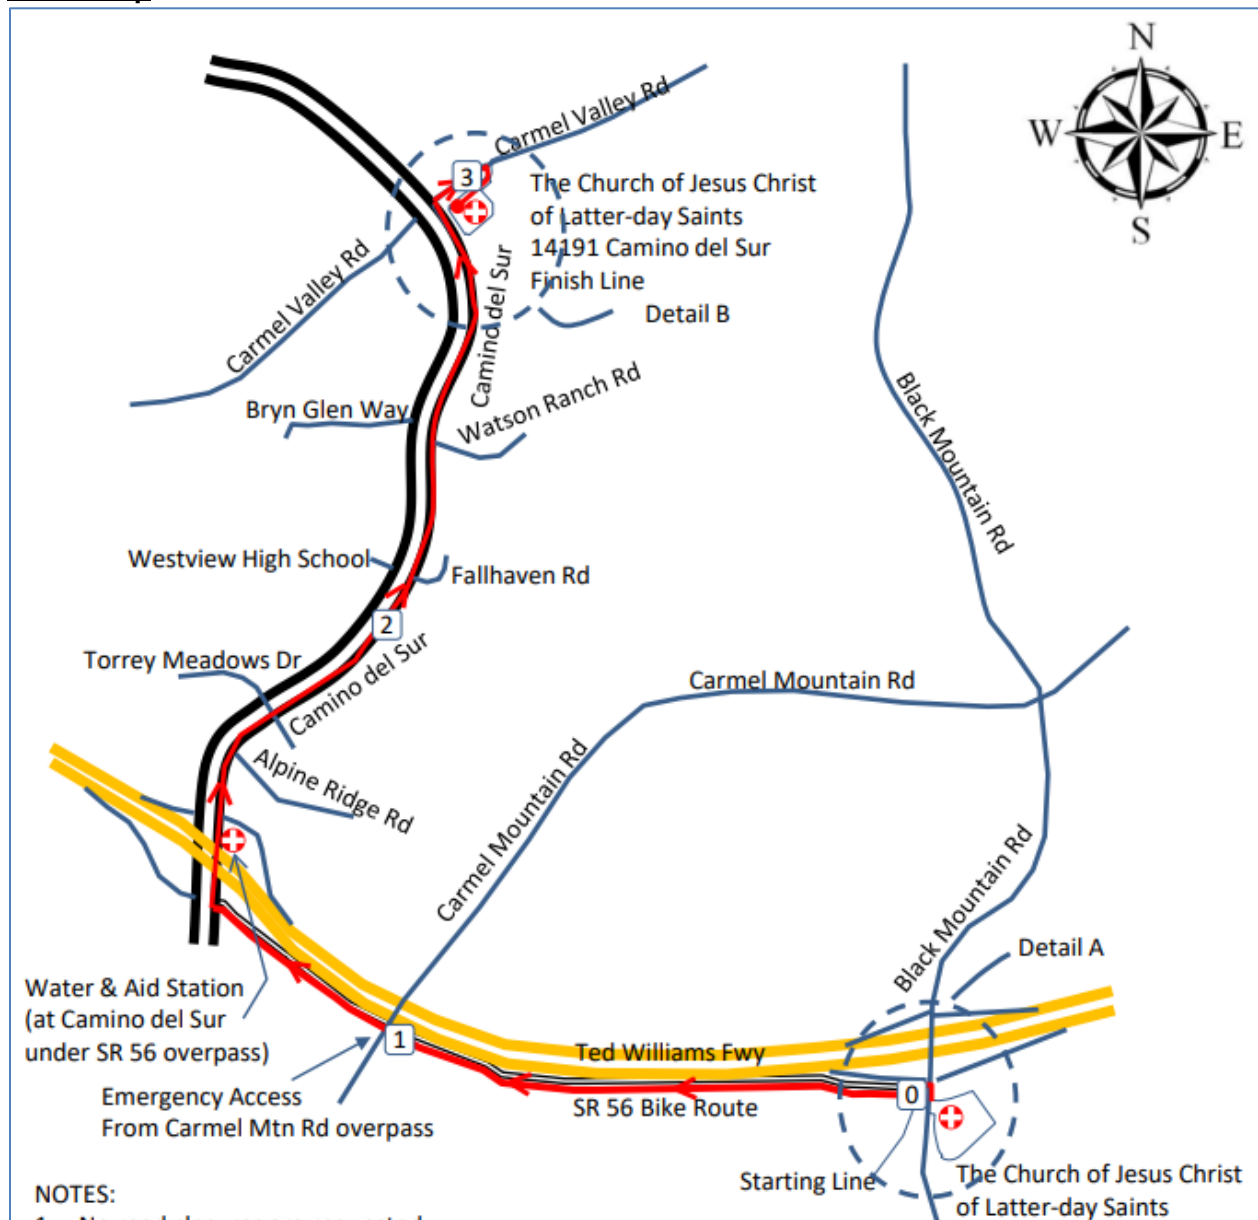 N
W
E
S
Carmel Valley Rd
3
The Church of Jesus Christ
of Latter-day Saints
14191 Camino del Sur
Finish Line
Carmel Valley Rd
Camino del Sur
Detail B
Black Mountain Rd
Bryn Glen Way
Watson Ranch Rd
Westview High School
Fallhaven Rd
2
Torrey Meadows Dr
Camino del Sur
Carmel Mountain Rd
Alpine Ridge Rd
Carmel Mountain Rd
Black Mountain Rd
Detail A
Water & Aid Station
(at Camino del Sur
under SR 56 overpass)
1
Ted Williams Fwy
Emergency Access
From Carmel Mtn Rd overpass
SR 56 Bike Route
0
Starting Line
The Church of Jesus Christ
of Latter-day Saints
NOTES: